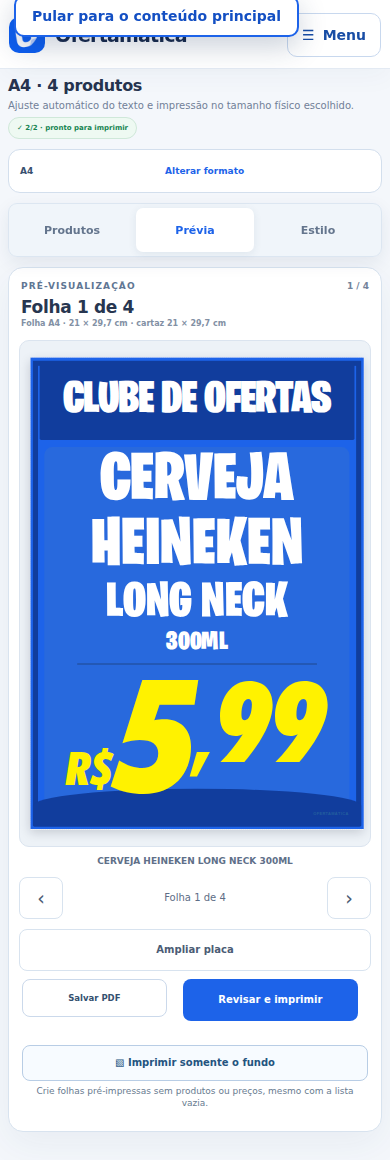 Pular para o conteúdo principal
Ofertamatica
☰ Menu
A4 · 4 produtos
Ajuste automático do texto e impressão no tamanho físico escolhido.
✓ 2/2 · pronto para imprimir
A4 Alterar formato
Produtos Prévia Estilo
PRÉ-VISUALIZAÇÃO 1 / 4
Folha 1 de 4
Folha A4 · 21 × 29,7 cm · cartaz 21 × 29,7 cm
CLUBE DE OFERTAS
CERVEJA
HEINEKEN
LONG NECK
300ML
R$5,99
CERVEJA HEINEKEN LONG NECK 300ML
‹ Folha 1 de 4 ›
Ampliar placa
Salvar PDF Revisar e imprimir
▧ Imprimir somente o fundo
Crie folhas pré-impressas sem produtos ou preços, mesmo com a lista
vazia.